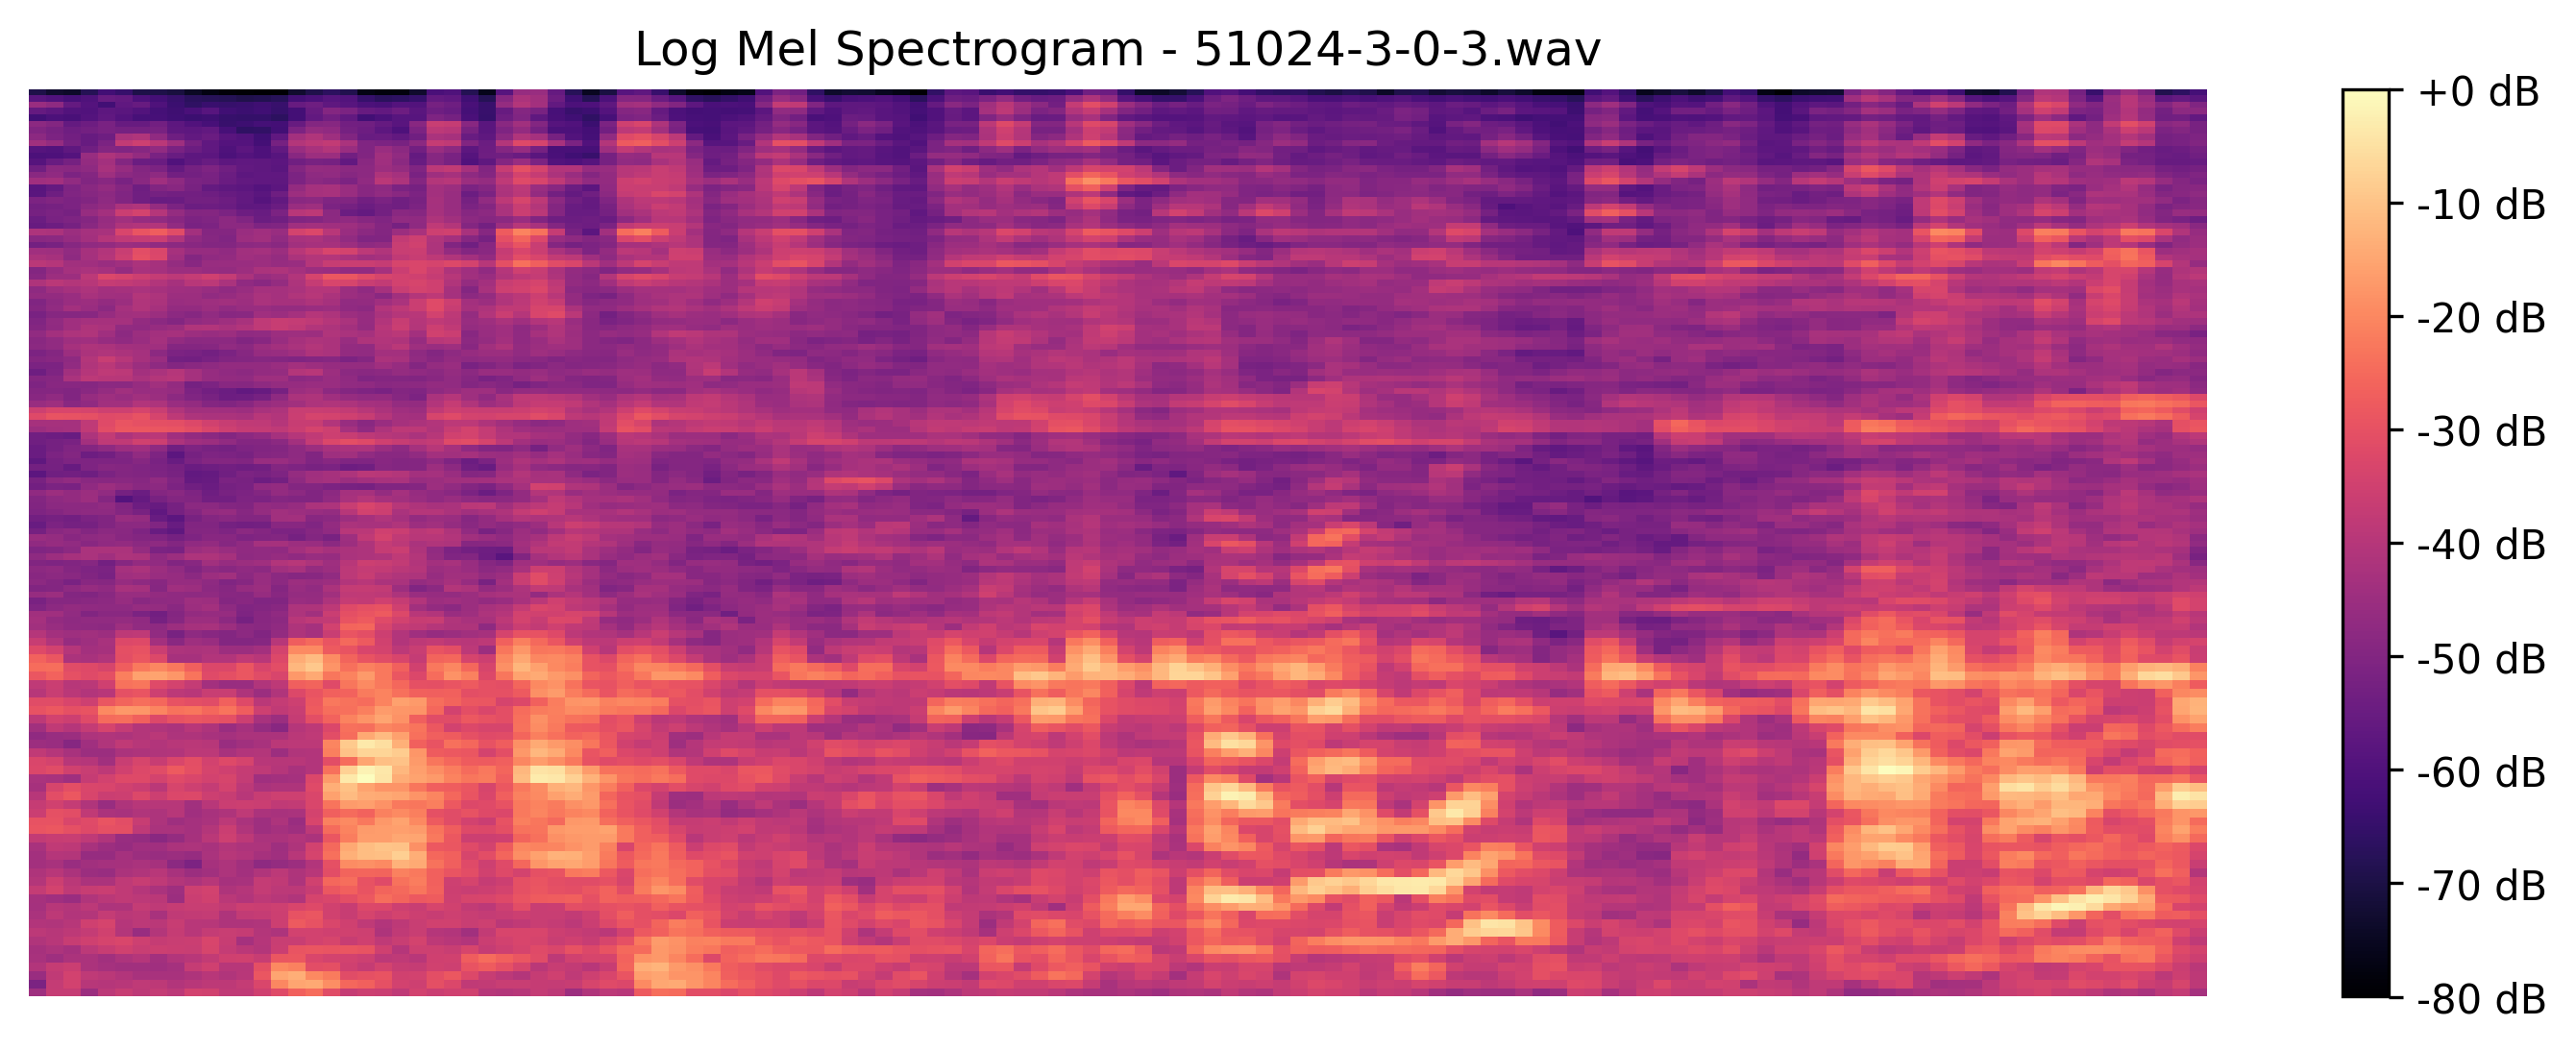 Log Mel Spectrogram - 51024-3-0-3.wav
+0 dB
-10 dB
-20 dB
-30 dB
-40 dB
-50 dB
-60 dB
-70 dB
-80 dB